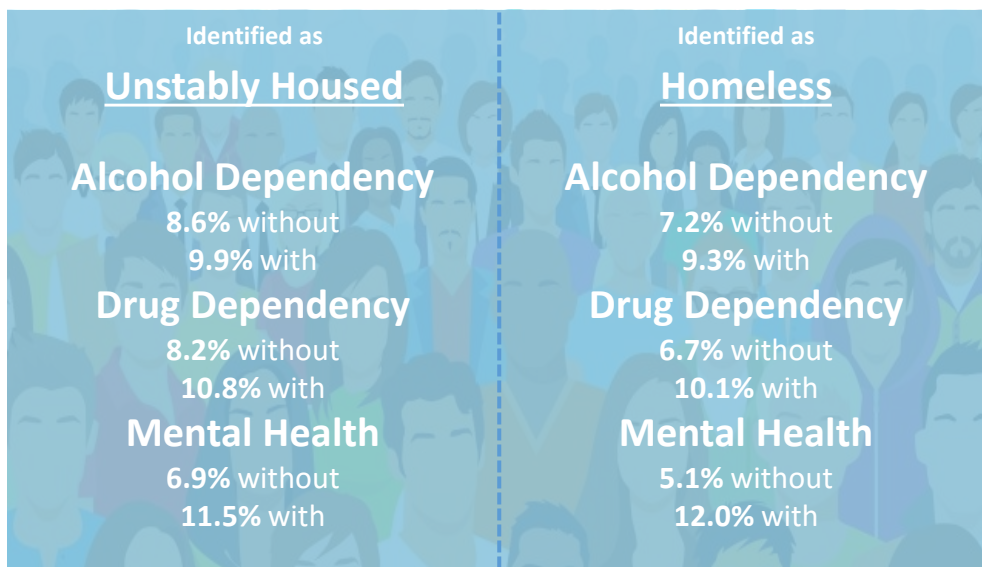 Identified as
Unstably Housed
Alcohol Dependency
8.6% without
9.9% with
Drug Dependency
8.2% without
10.8% with
Mental Health
6.9% without
11.5% with
Identified as
Homeless
Alcohol Dependency
7.2% without
9.3% with
Drug Dependency
6.7% without
10.1% with
Mental Health
5.1% without
12.0% with